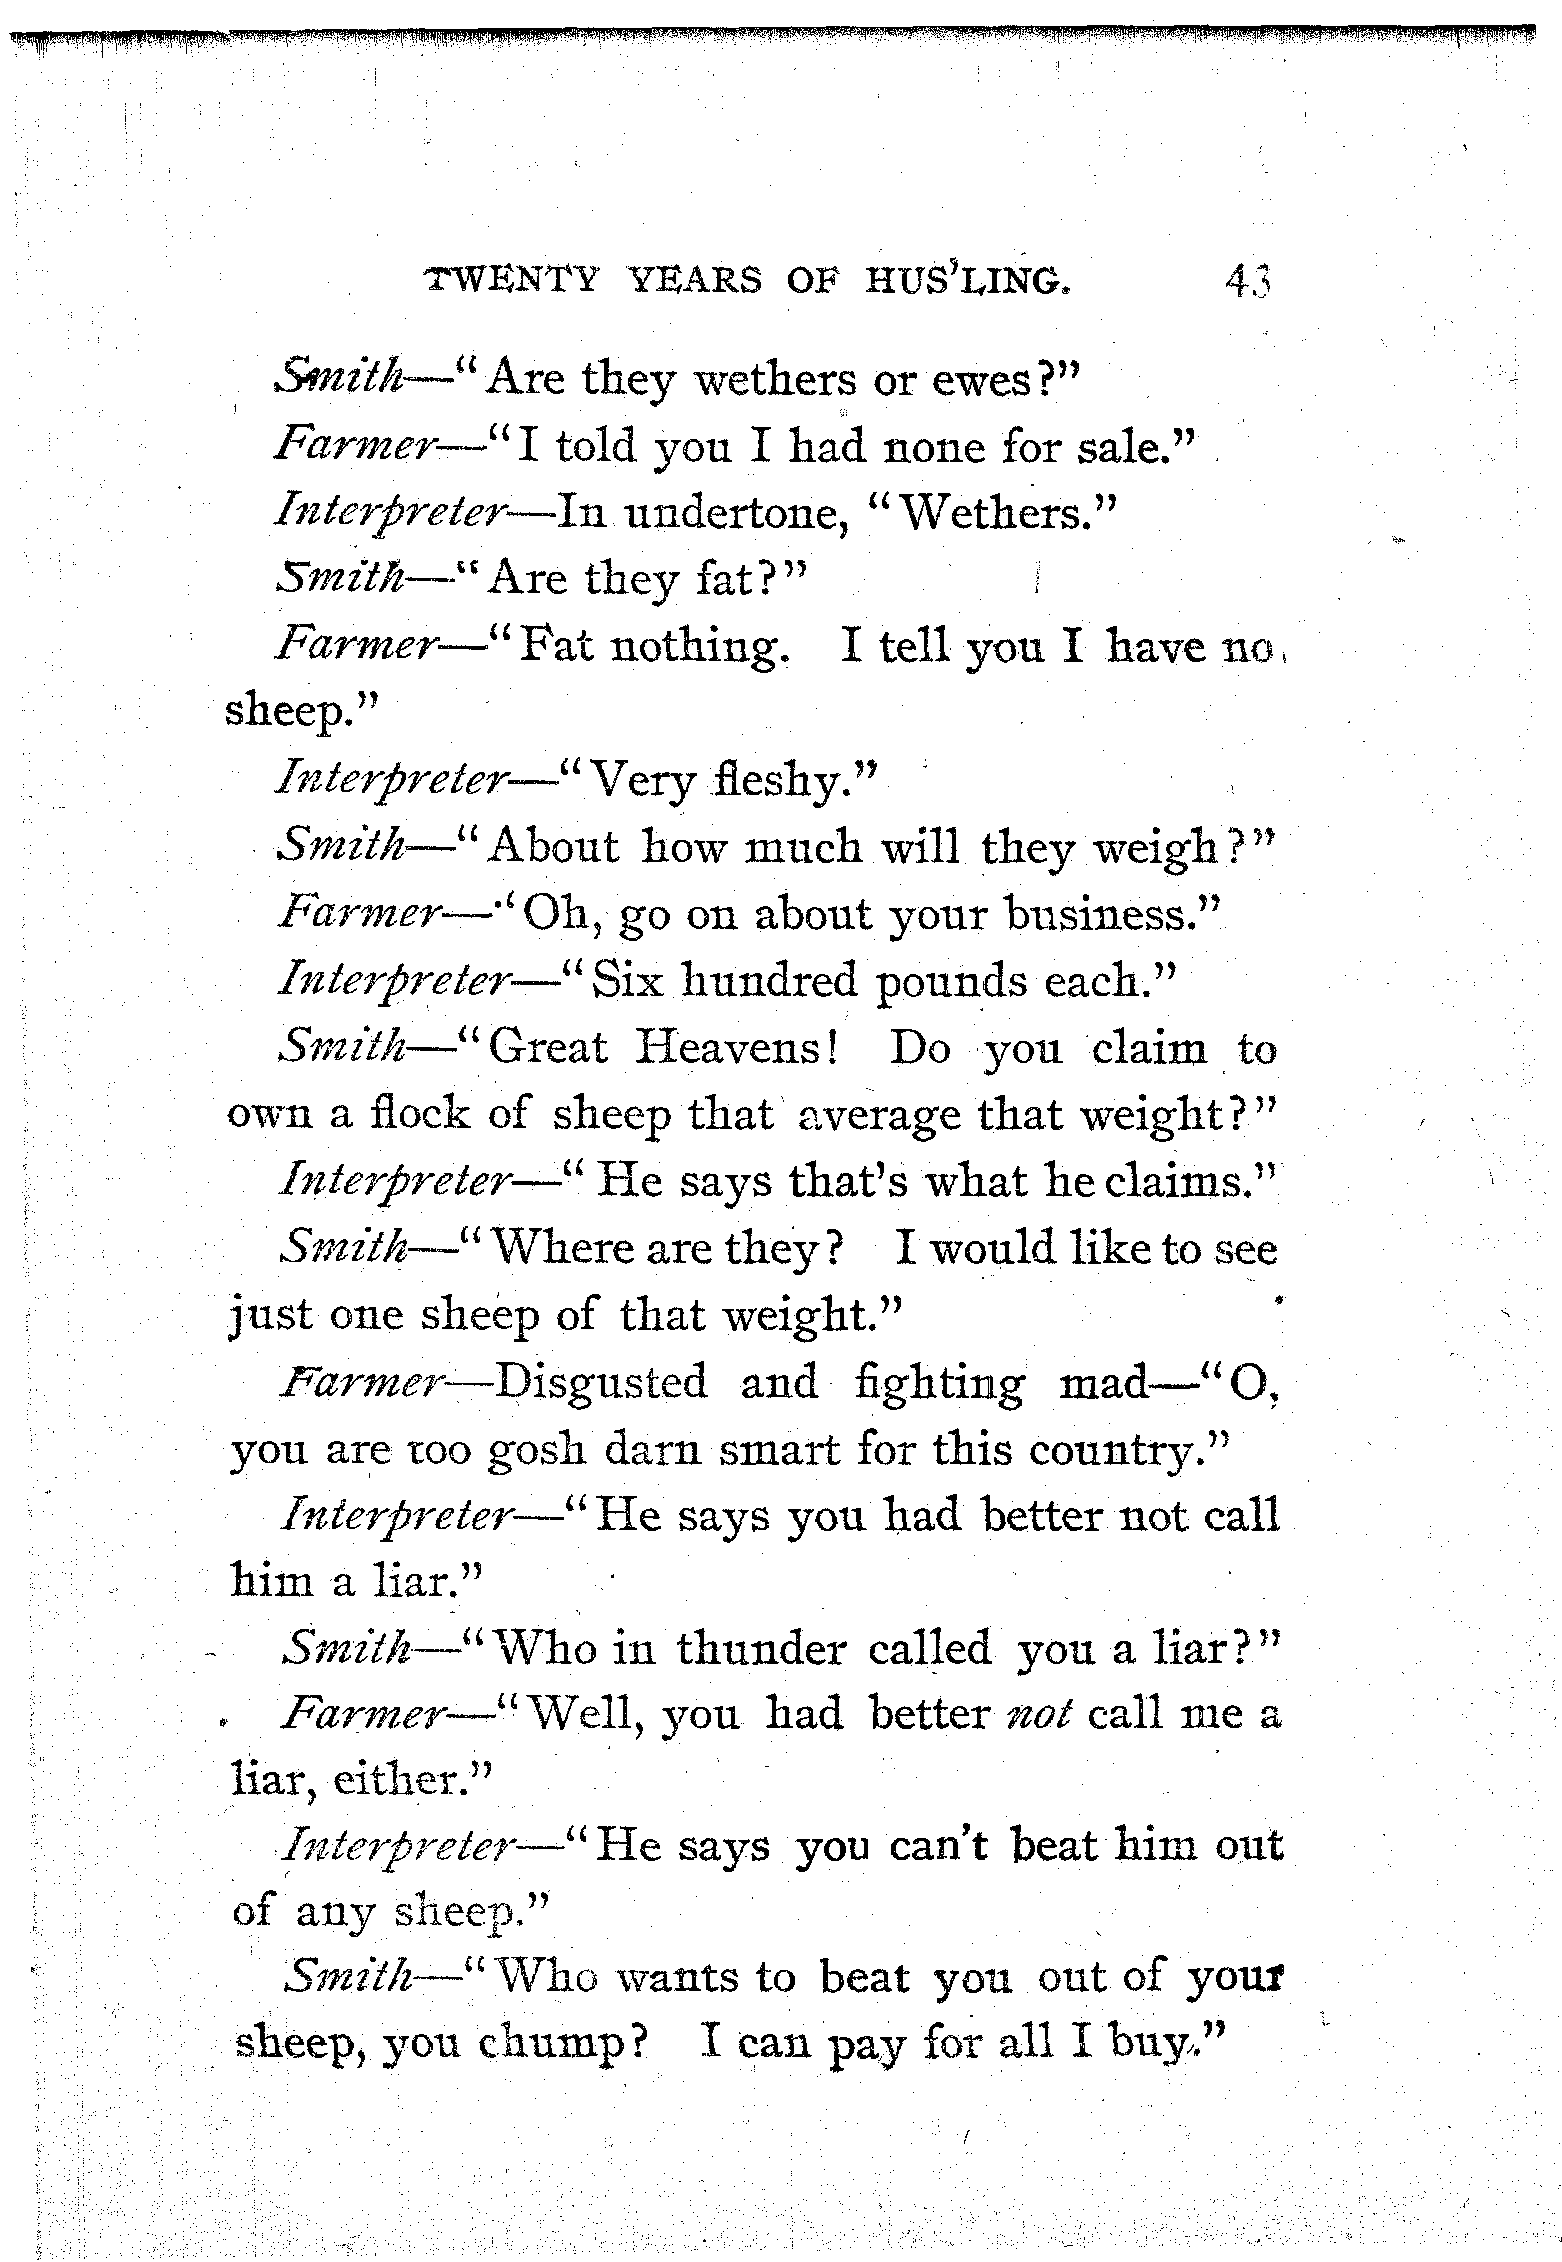 TWENTY YEARS OF HUS'LING. 43
Smith—“Are they wethers or ewes?”
Farmer—“I told you I had none for sale.”
Interpreter—In undertone, “Wethers.”
Smith—“Are they fat?”
Farmer—“Fat nothing. I tell you I have no
sheep.”
Interpreter—“Very fleshy.”
Smith—“About how much will they weigh?”
Farmer—“Oh, go on about your business.”
Interpreter—“Six hundred pounds each.”
Smith—“Great Heavens! Do you claim to
own a flock of sheep that average that weight?”
Interpreter—“He says that's what he claims.”
Smith—“Where are they? I would like to see
just one sheep of that weight.”
Farmer—Disgusted and fighting mad—“O,
you are too gosh darn smart for this country.”
Interpreter—“He says you had better not call
him a liar.”
Smith—“Who in thunder called you a liar?”
Farmer—“Well, you had better not call me a
liar, either.”
Interpreter—“He says you can't beat him out
of any sheep.”
Smith—“Who wants to beat you out of your
sheep, you chump? I can pay for all I buy.”